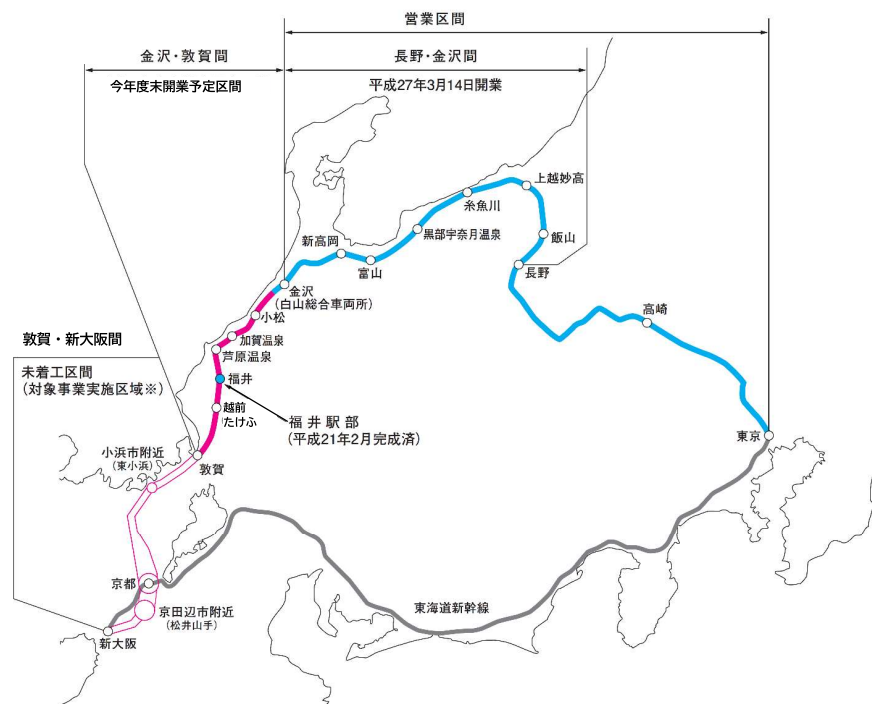 営業区間
金沢・敦賀間
長野・金沢間
今年度末開業予定区間
平成27年3月14日開業
上越妙高
糸魚川
黒部宇奈月温泉
飯山
新高岡
富山
長野
金沢
(白山総合車両所)
小松
高崎
加賀温泉
敦賀・新大阪間
芦原温泉
未着工区間
(対象事業実施区域※)
福井
越前
たけふ
福井駅部
(平成21年2月完成済)
東京
小浜市附近
(東小浜)
敦賀
京都
京田辺市附近
(松井山手)
東海道新幹線
新大阪